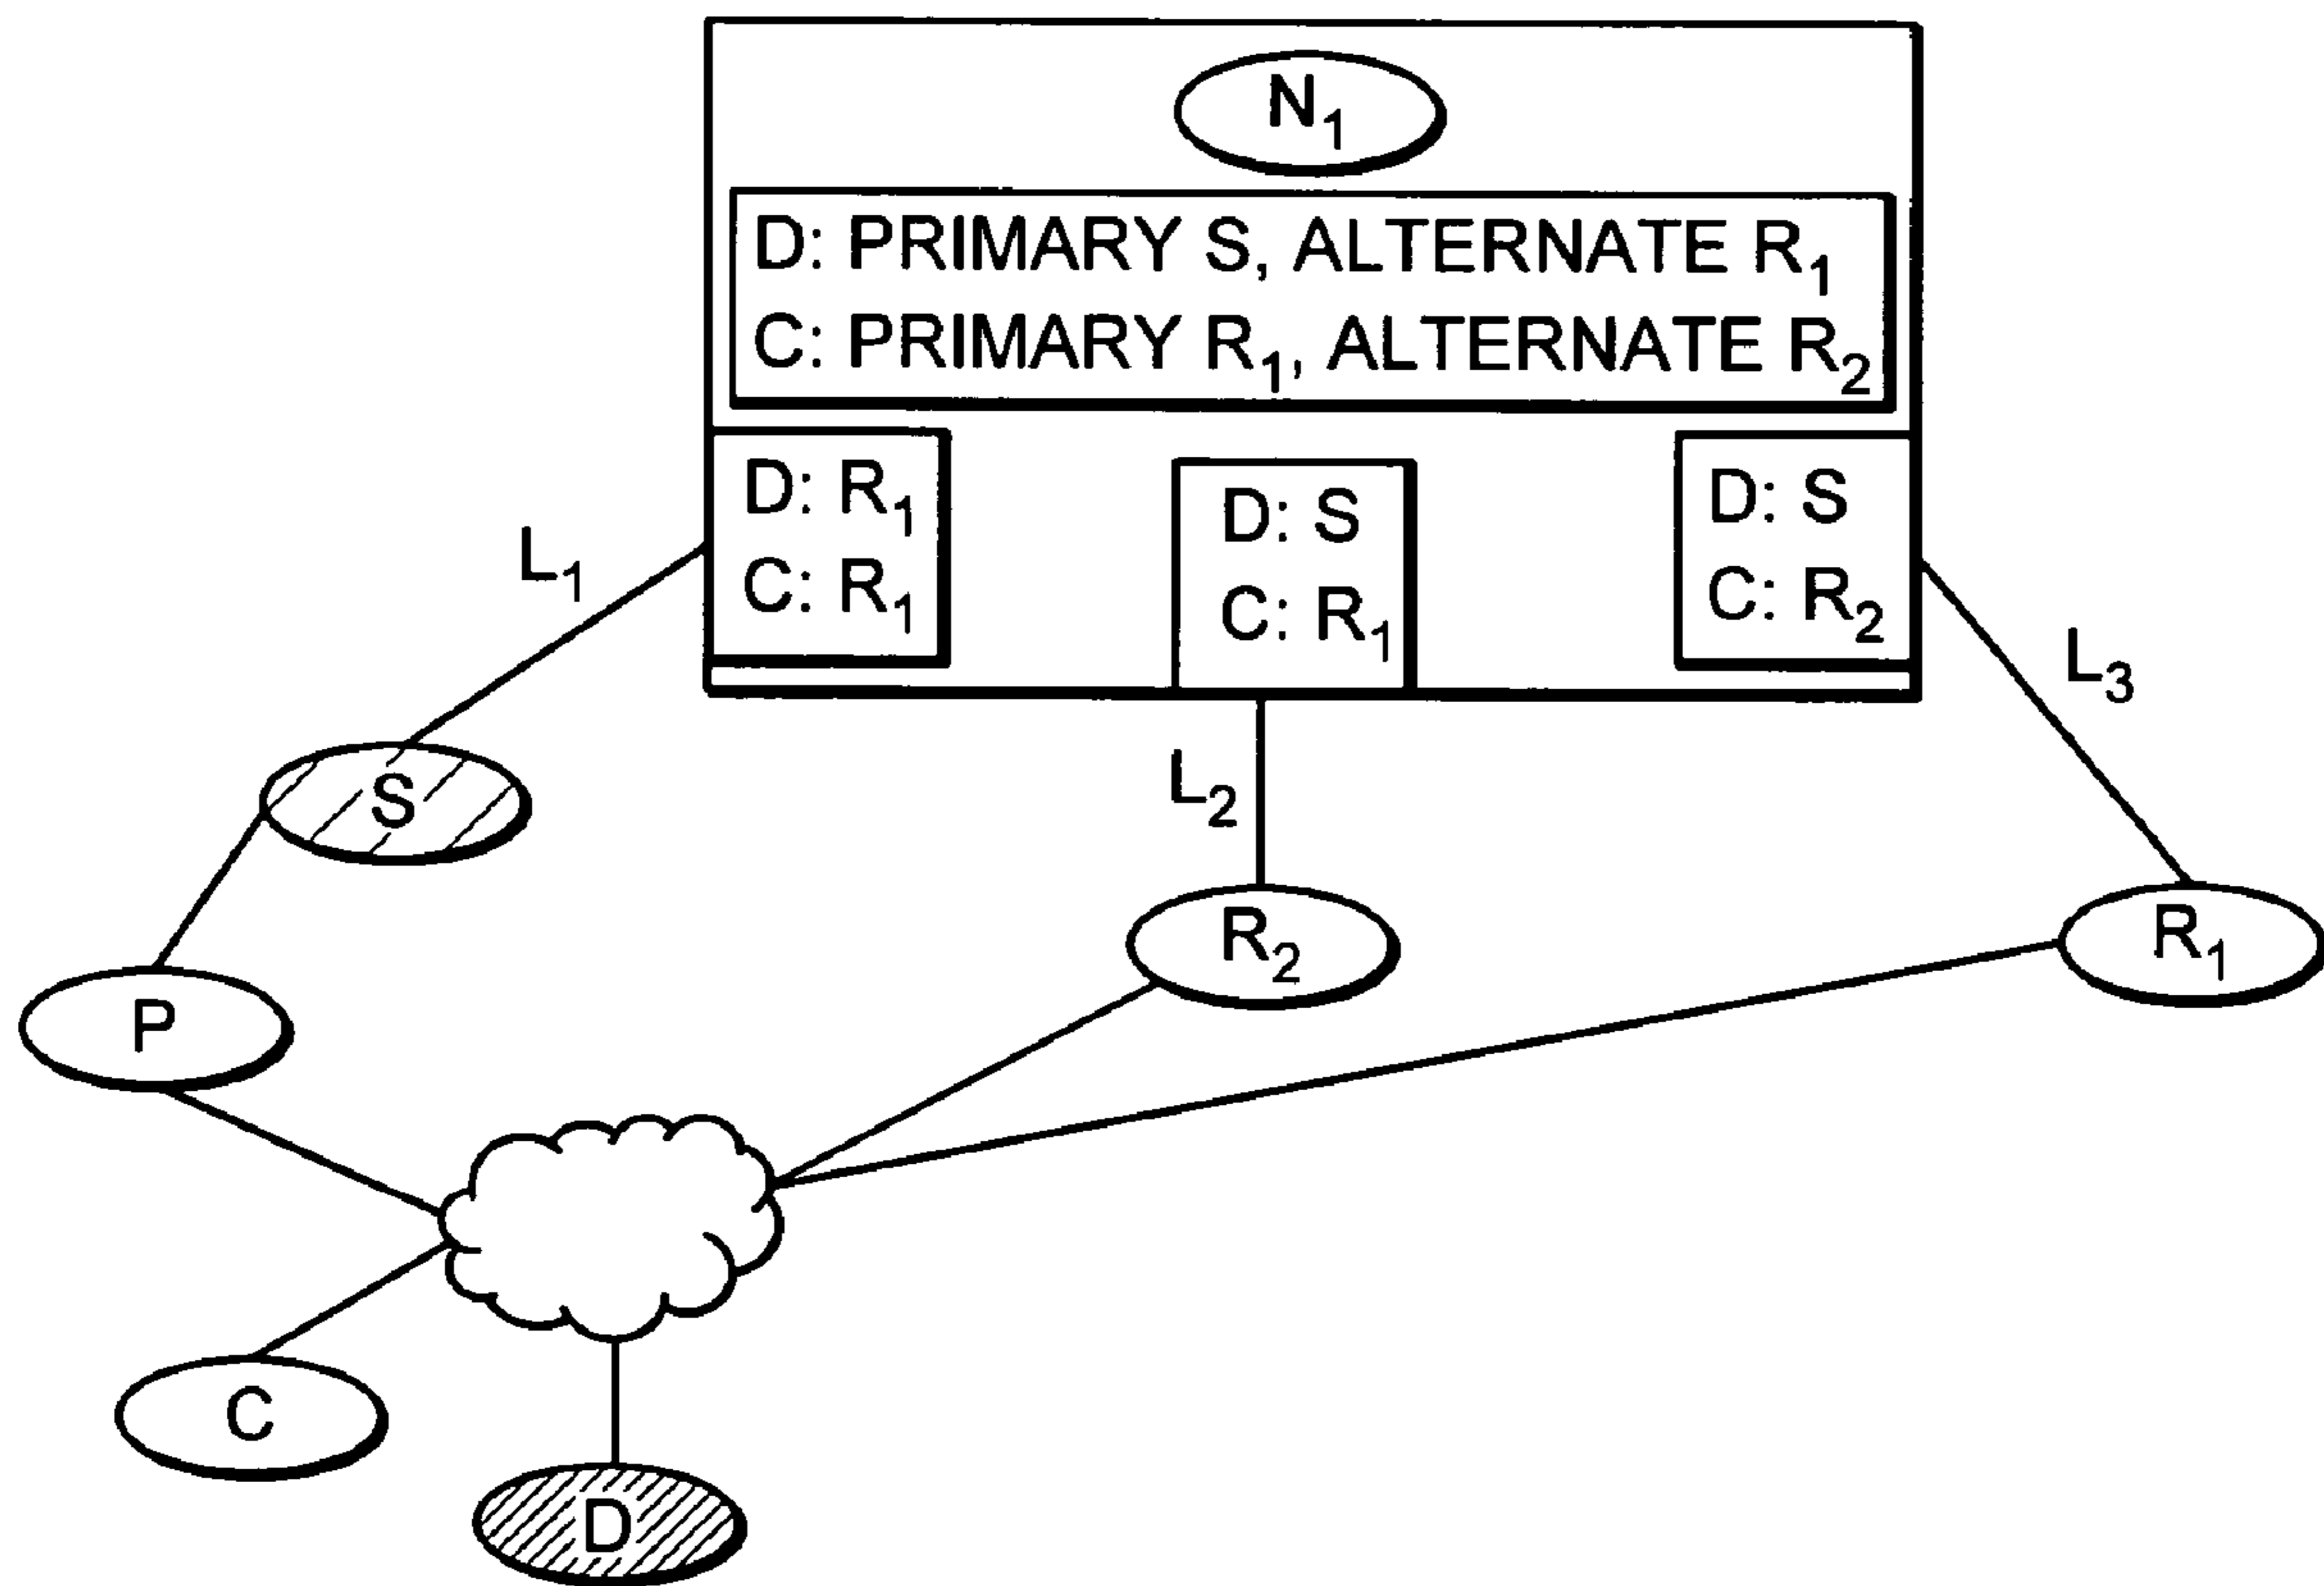 N₁
D: PRIMARY S, ALTERNATE R₁
C: PRIMARY R₁, ALTERNATE R₂
D: R₁
C: R₁
D: S
C: R₁
D: S
C: R₂
L₁
L₂
L₃
S
R₂
R₁
P
C
D